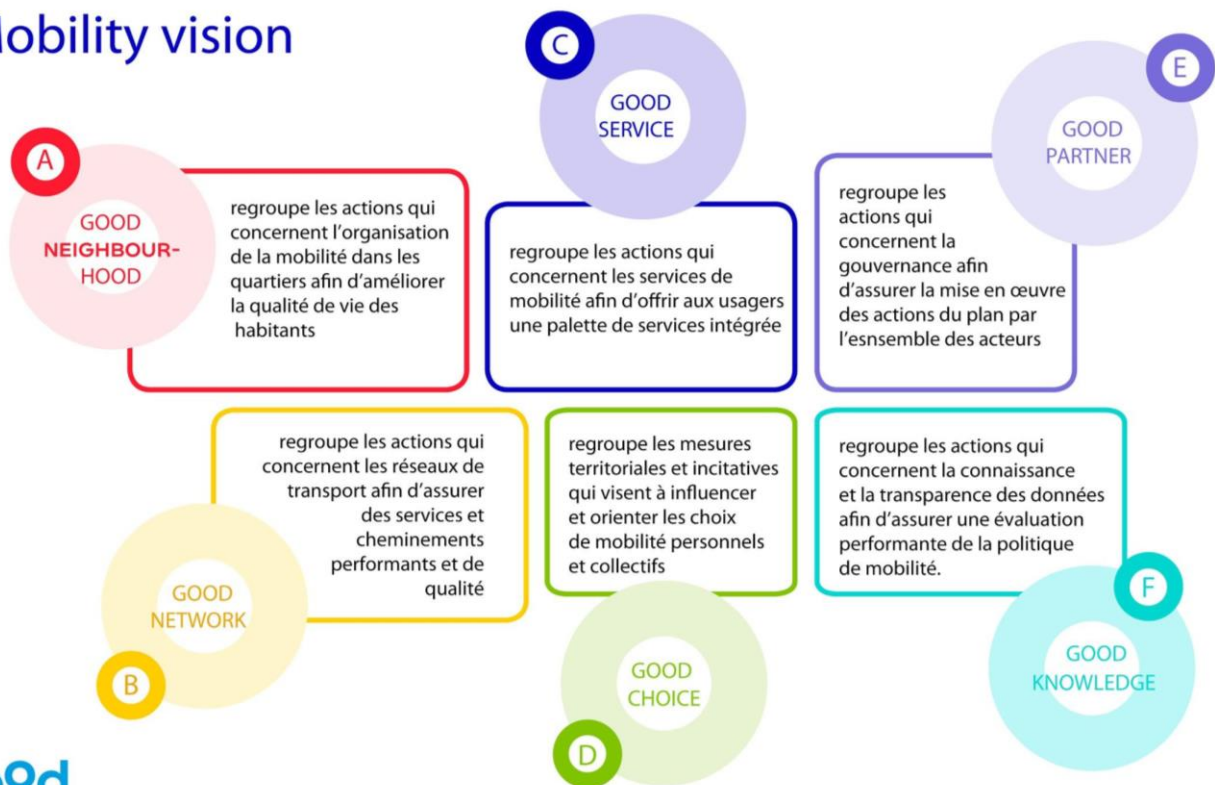 Mobility vision
A
GOOD
NEIGHBOUR-
HOOD
regroupe les actions qui
concernent l'organisation
de la mobilité dans les
quartiers afin d'améliorer
la qualité de vie des
habitants
B
GOOD
NETWORK
regroupe les actions qui
concernent les réseaux de
transport afin d'assurer
des services et
cheminements
performants et de
qualité
C
GOOD
SERVICE
regroupe les actions qui
concernent les services de
mobilité afin d'offrir aux usagers
une palette de services intégrée
D
GOOD
CHOICE
regroupe les mesures
territoriales et incitatives
qui visent à influencer
et orienter les choix
de mobilité personnels
et collectifs
E
GOOD
PARTNER
regroupe les
actions qui
concernent la
gouvernance afin
d'assurer la mise en œuvre
des actions du plan par
l'esnsemble des acteurs
F
GOOD
KNOWLEDGE
regroupe les actions qui
concernent la connaissance
et la transparence des données
afin d'assurer une évaluation
performante de la politique
de mobilité.